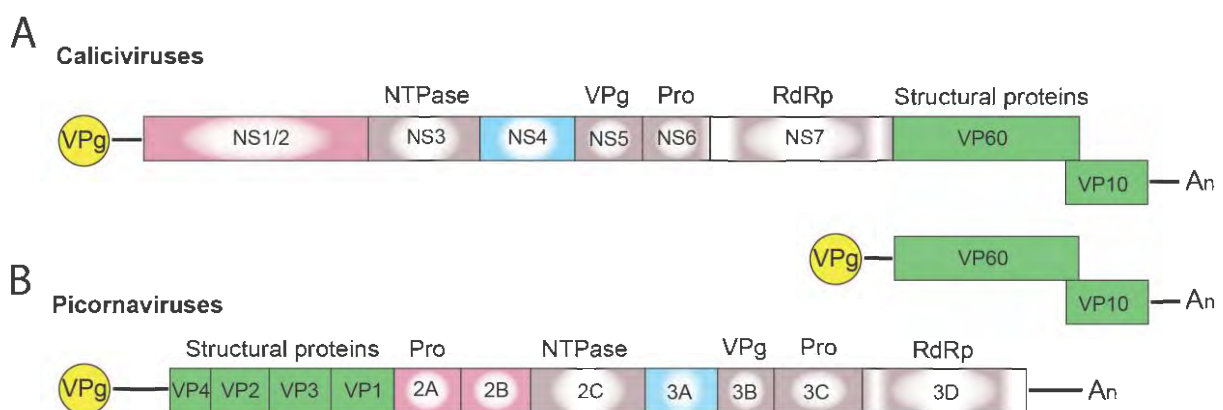 A
Caliciviruses
NTPase VPg Pro RdRp Structural proteins
VPg NS1/2 NS3 NS4 NS5 NS6 NS7 VP60
VP10 An
VPg VP60
VP10 An
B
Picornaviruses
Structural proteins Pro NTPase VPg Pro RdRp
VPg VP4 VP2 VP3 VP1 2A 2B 2C 3A 3B 3C 3D An